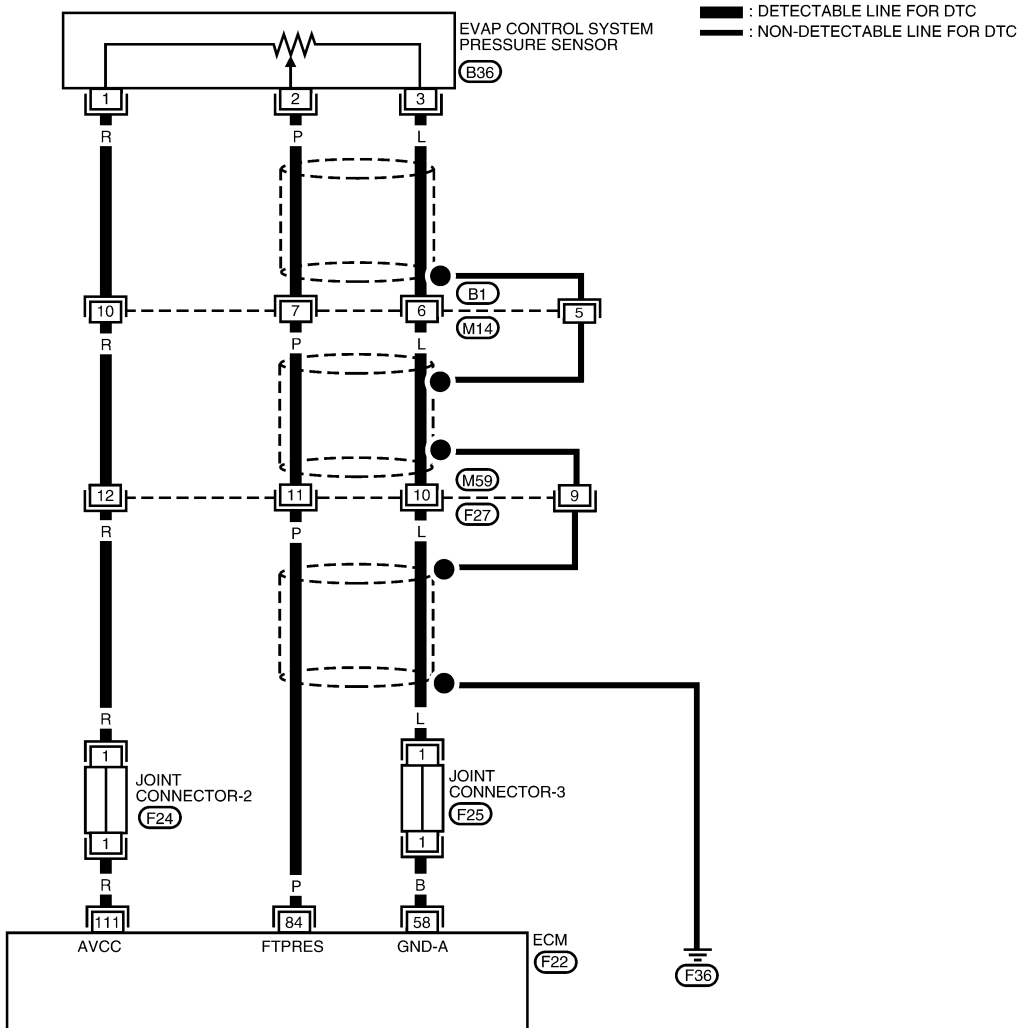 : DETECTABLE LINE FOR DTC
: NON-DETECTABLE LINE FOR DTC
EVAP CONTROL SYSTEM
PRESSURE SENSOR
B36
1 2 3
R P L
B1
10 7 6 5
M14
R P L
M59
12 11 10 9
F27
R P L
R L
1 1
JOINT
CONNECTOR-2
F24
JOINT
CONNECTOR-3
F25
1 1
R P B
111 84 58
AVCC FTPRES GND-A
ECM
F22
F36